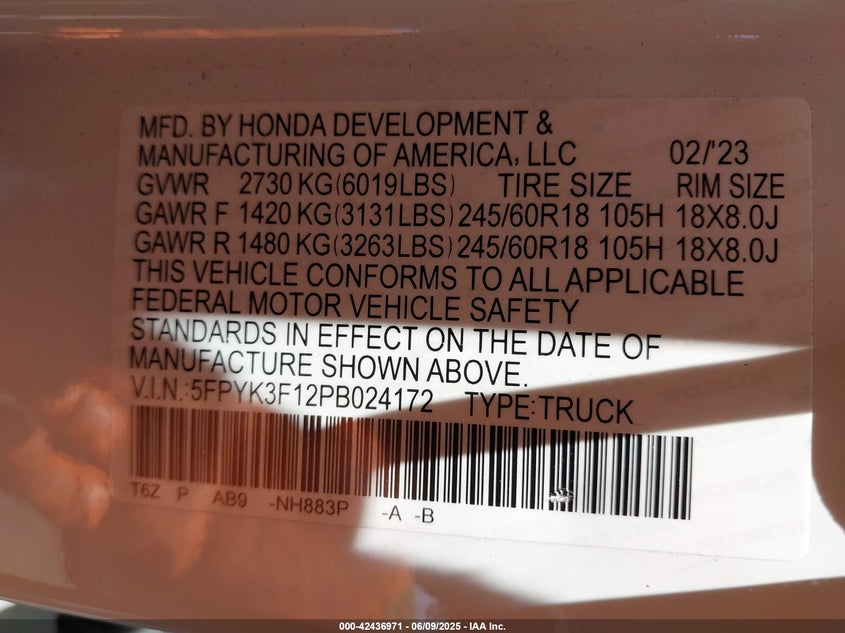 MFD. BY HONDA DEVELOPMENT &
MANUFACTURING OF AMERICA, LLC 02/'23
GVWR 2730 KG(6019LBS) TIRE SIZE RIM SIZE
GAWR F 1420 KG(3131LBS) 245/60R18 105H 18X8.0J
GAWR R 1480 KG(3263LBS) 245/60R18 105H 18X8.0J
THIS VEHICLE CONFORMS TO ALL APPLICABLE
FEDERAL MOTOR VEHICLE SAFETY
STANDARDS IN EFFECT ON THE DATE OF
MANUFACTURE SHOWN ABOVE.
V.I.N.:5FPYK3F12PB024172 TYPE:TRUCK
T6Z P AB9 -NH883P -A -B
000-42436971 / 06/09/2025 - IAA Inc.